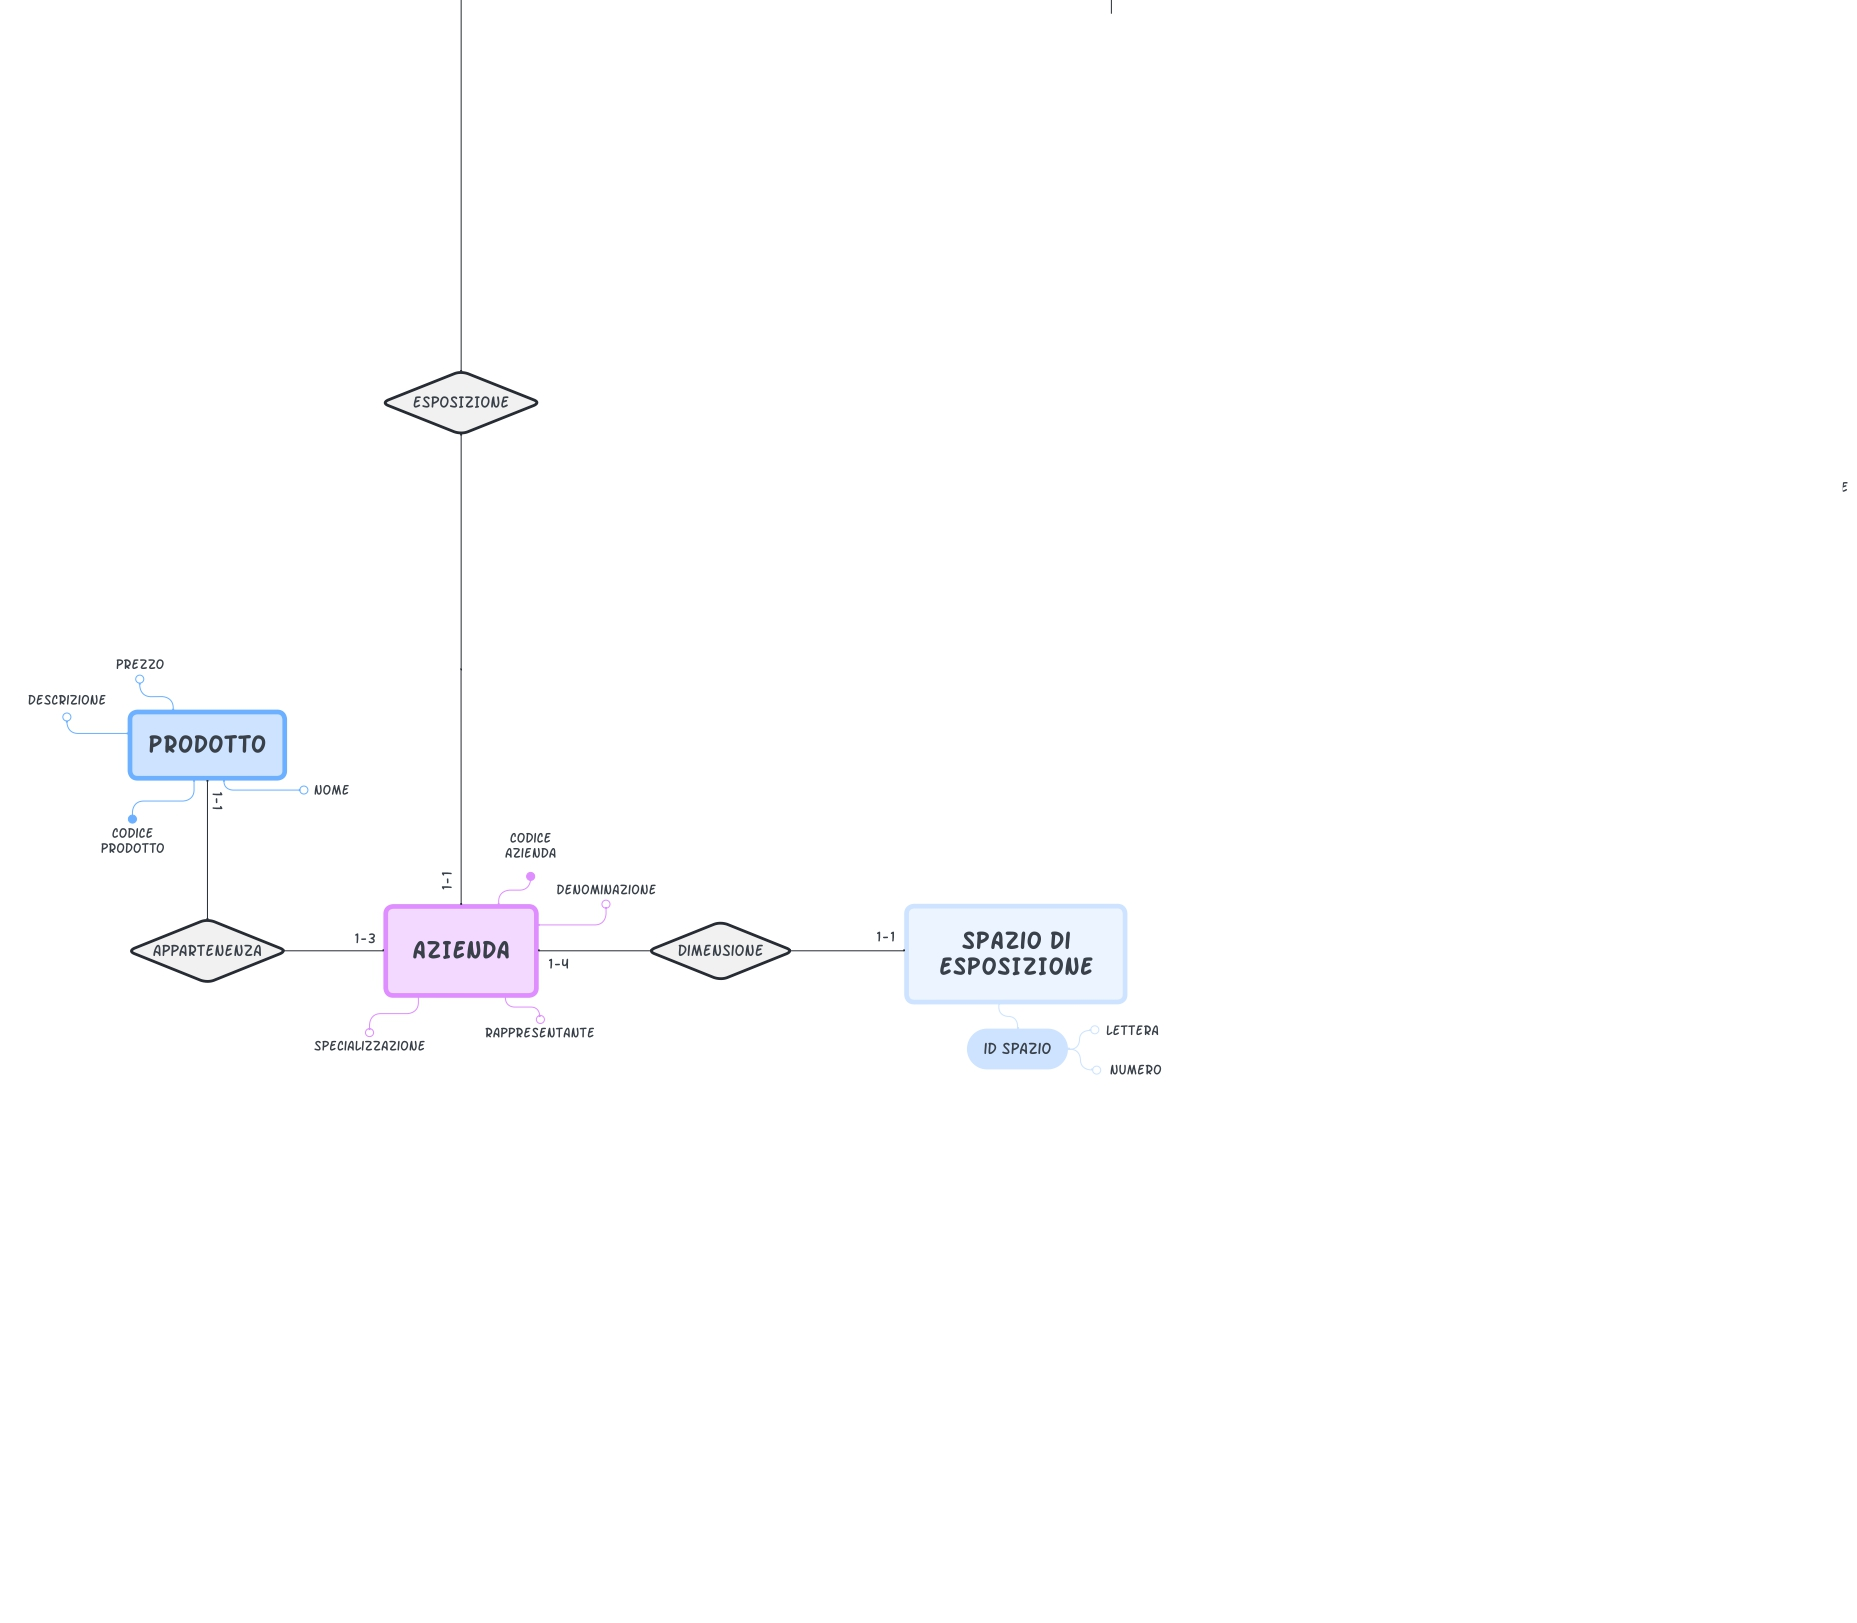 ESPOSIZIONE
E
PREZZO
DESCRIZIONE
PRODOTTO
1-1
NOME
CODICE
PRODOTTO
CODICE
AZIENDA
1-1
DENOMINAZIONE
APPARTENENZA
1-3
AZIENDA
1-4
DIMENSIONE
1-1
SPAZIO DI
ESPOSIZIONE
SPECIALIZZAZIONE
RAPPRESENTANTE
ID SPAZIO
LETTERA
NUMERO